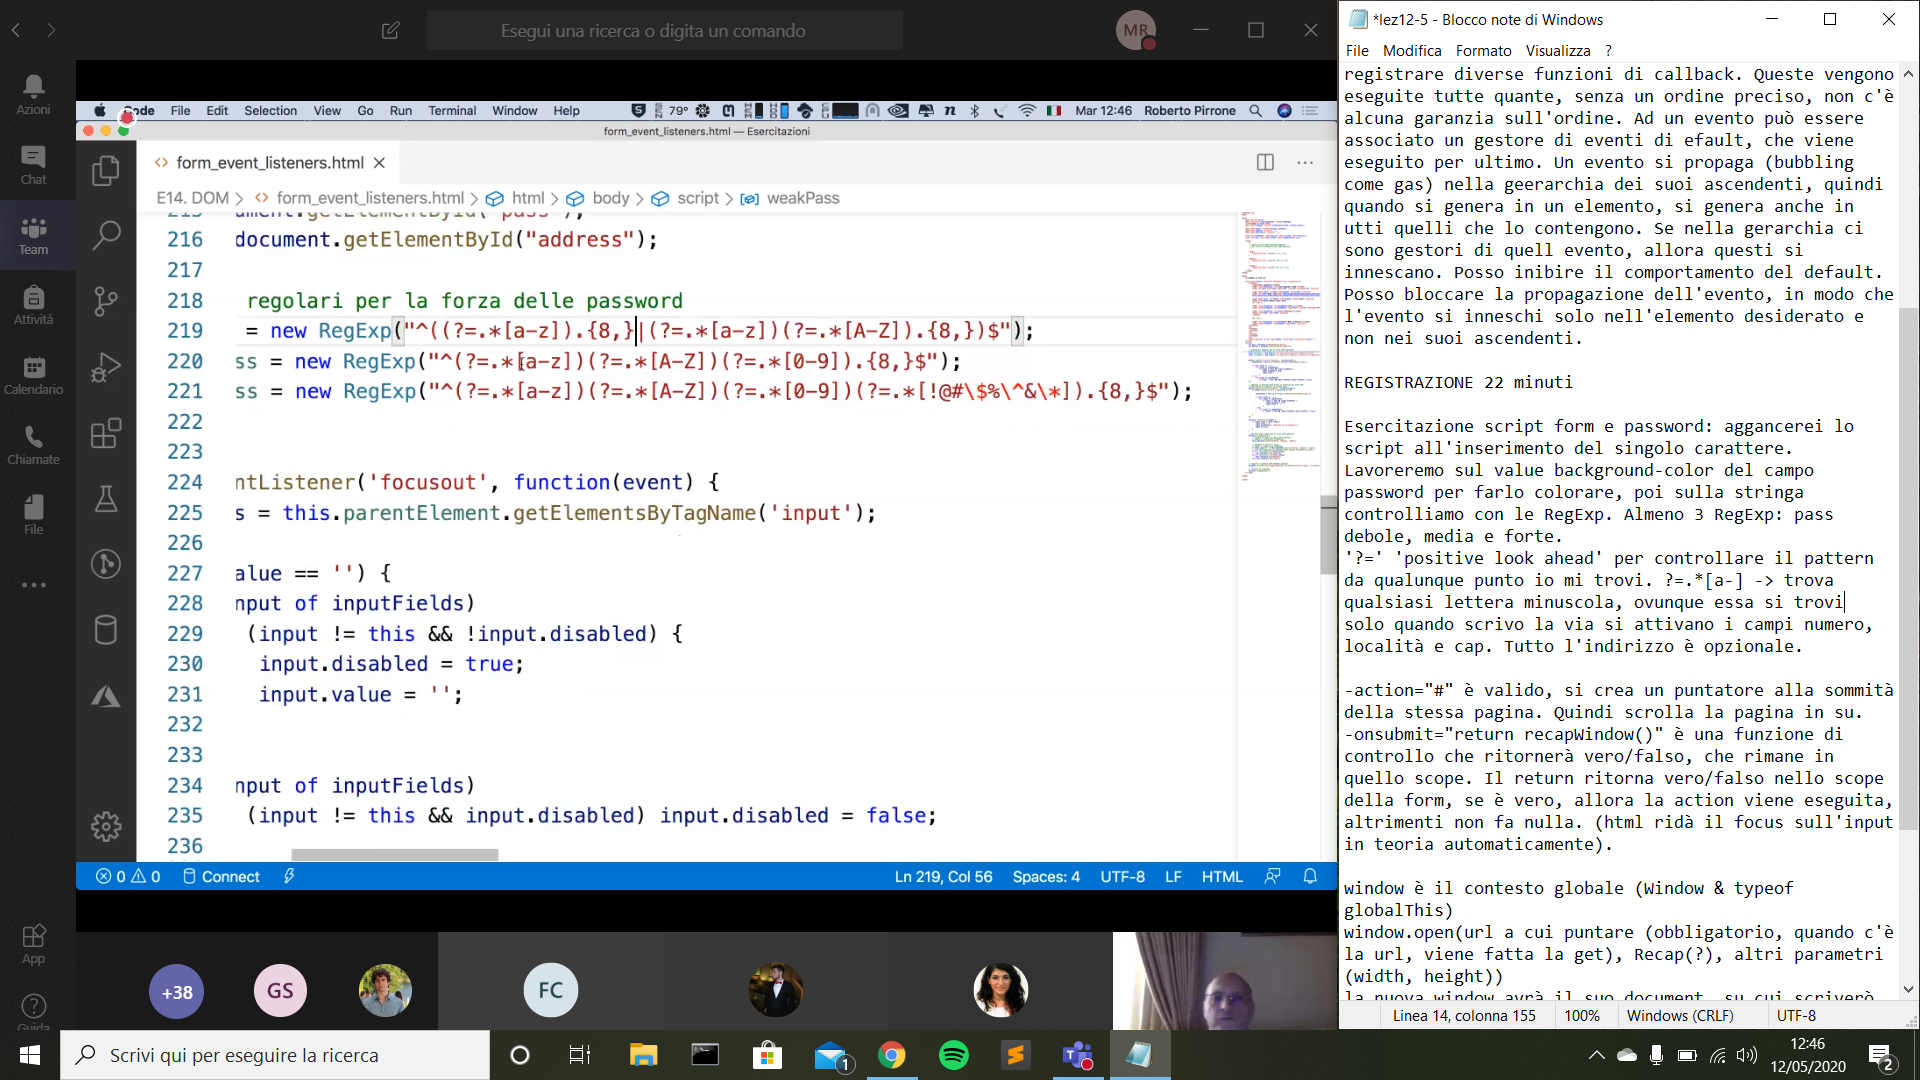 Esegui una ricerca o digita un comando
MR
Azioni
Chat
Team
Attività
Calendario
Chiamate
File
App
Guida
Code File Edit Selection View Go Run Terminal Window Help
79° Mar 12:46 Roberto Pirrone
form_event_listeners.html — Esercitazioni
form_event_listeners.html
E14. DOM > form_event_listeners.html > html > body > script > weakPass
ument.getElementById("pass");
216 document.getElementById("address");
217
218 regolari per la forza delle password
219 = new RegExp("^((?=.*[a-z]).{8,}|(?=.*[a-z])(?=.*[A-Z]).{8,})$");
220 ss = new RegExp("^(?=.*[a-z])(?=.*[A-Z])(?=.*[0-9]).{8,}$");
221 ss = new RegExp("^(?=.*[a-z])(?=.*[A-Z])(?=.*[0-9])(?=.*[!@#\$%\^&\*]).{8,}$");
222
223
224 ntListener('focusout', function(event) {
225 s = this.parentElement.getElementsByTagName('input');
226
227 alue == '') {
228 nput of inputFields)
229 (input != this && !input.disabled) {
230 input.disabled = true;
231 input.value = '';
232
233
234 nput of inputFields)
235 (input != this && input.disabled) input.disabled = false;
236
0 0 Connect Ln 219, Col 56 Spaces: 4 UTF-8 LF HTML
+38 GS FC
*lez12-5 - Blocco note di Windows
File Modifica Formato Visualizza ?
registrare diverse funzioni di callback. Queste vengono
eseguite tutte quante, senza un ordine preciso, non c'è
alcuna garanzia sull'ordine. Ad un evento può essere
associato un gestore di eventi di efault, che viene
eseguito per ultimo. Un evento si propaga (bubbling
come gas) nella geerarchia dei suoi ascendenti, quindi
quando si genera in un elemento, si genera anche in
utti quelli che lo contengono. Se nella gerarchia ci
sono gestori di quell evento, allora questi si
innescano. Posso inibire il comportamento del default.
Posso bloccare la propagazione dell'evento, in modo che
l'evento si inneschi solo nell'elemento desiderato e
non nei suoi ascendenti.
REGISTRAZIONE 22 minuti
Esercitazione script form e password: aggancerei lo
script all'inserimento del singolo carattere.
Lavoreremo sul value background-color del campo
password per farlo colorare, poi sulla stringa
controlliamo con le RegExp. Almeno 3 RegExp: pass
debole, media e forte.
'?=' 'positive look ahead' per controllare il pattern
da qualunque punto io mi trovi. ?=.*[a-] -> trova
qualsiasi lettera minuscola, ovunque essa si trovi
solo quando scrivo la via si attivano i campi numero,
località e cap. Tutto l'indirizzo è opzionale.
-action="#" è valido, si crea un puntatore alla sommità
della stessa pagina. Quindi scrolla la pagina in su.
-onsubmit="return recapWindow()" è una funzione di
controllo che ritornerà vero/falso, che rimane in
quello scope. Il return ritorna vero/falso nello scope
della form, se è vero, allora la action viene eseguita,
altrimenti non fa nulla. (html ridà il focus sull'input
in teoria automaticamente).
window è il contesto globale (Window & typeof
globalThis)
window.open(url a cui puntare (obbligatorio, quando c'è
la url, viene fatta la get), Recap(?), altri parametri
(width, height))
la nuova window avrà il suo document, su cui scriverò
Linea 14, colonna 155 100% Windows (CRLF) UTF-8
Scrivi qui per eseguire la ricerca
1
12:46
12/05/2020
2